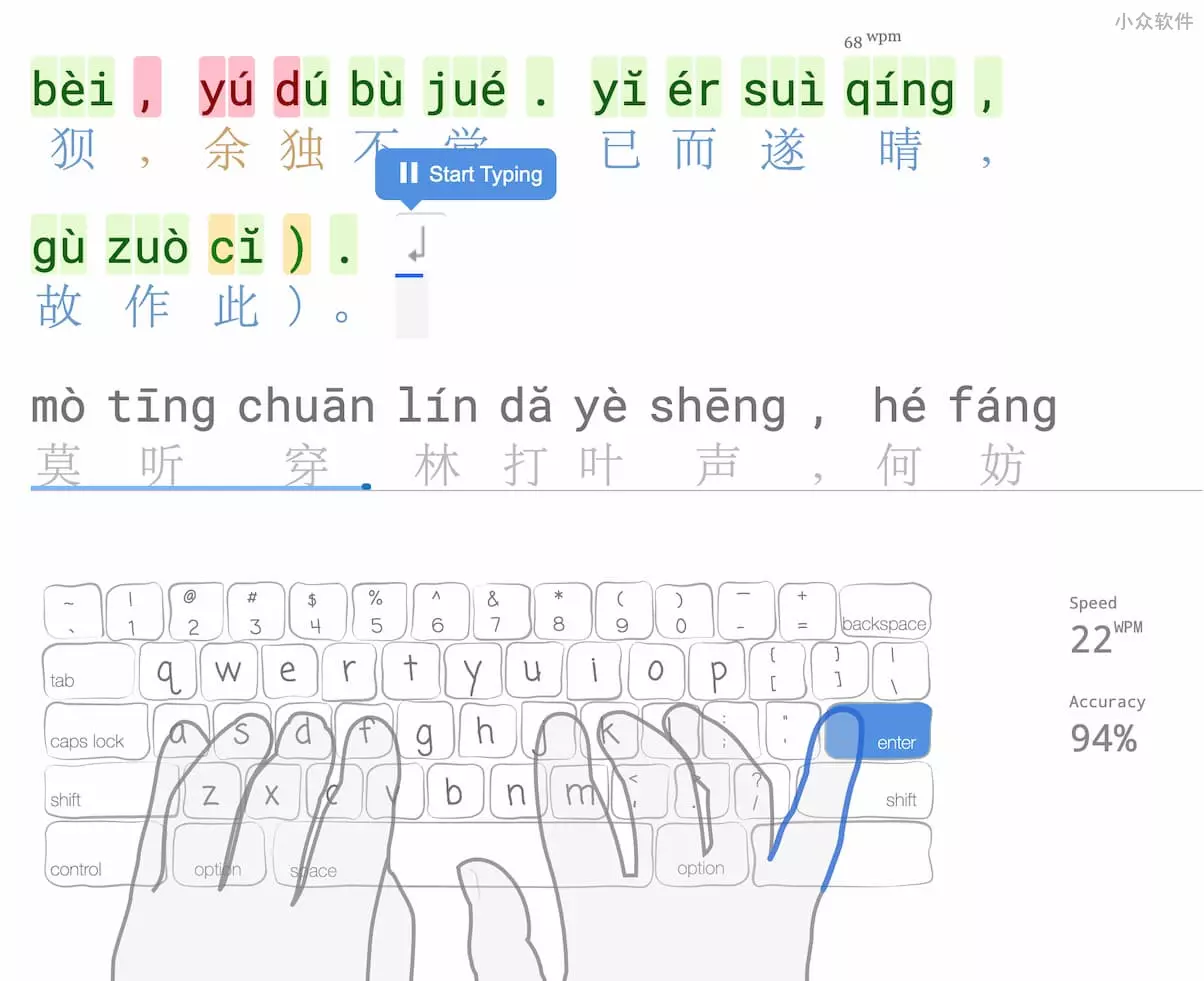 小众软件
68 wpm
bèi , yú dú bù jué . yǐ ér suì qíng ,
狈 , 余 独 不 觉 已 而 遂 晴 ,
Start Typing
gù zuò cǐ ) .
故 作 此 ) 。
mò tīng chuān lín dǎ yè shēng , hé fáng
莫 听 穿 林 打 叶 声 , 何 妨
~ ! @ # $ % ^ & * ( ) — +
` 1 2 3 4 5 6 7 8 9 0 - = backspace
tab q w e r t y u i o p { [ } ] | \
caps lock a s d f g h j k l : ; " ' enter
shift z x c v b n m < , > . ? / shift
control option space option
Speed
22 WPM
Accuracy
94%